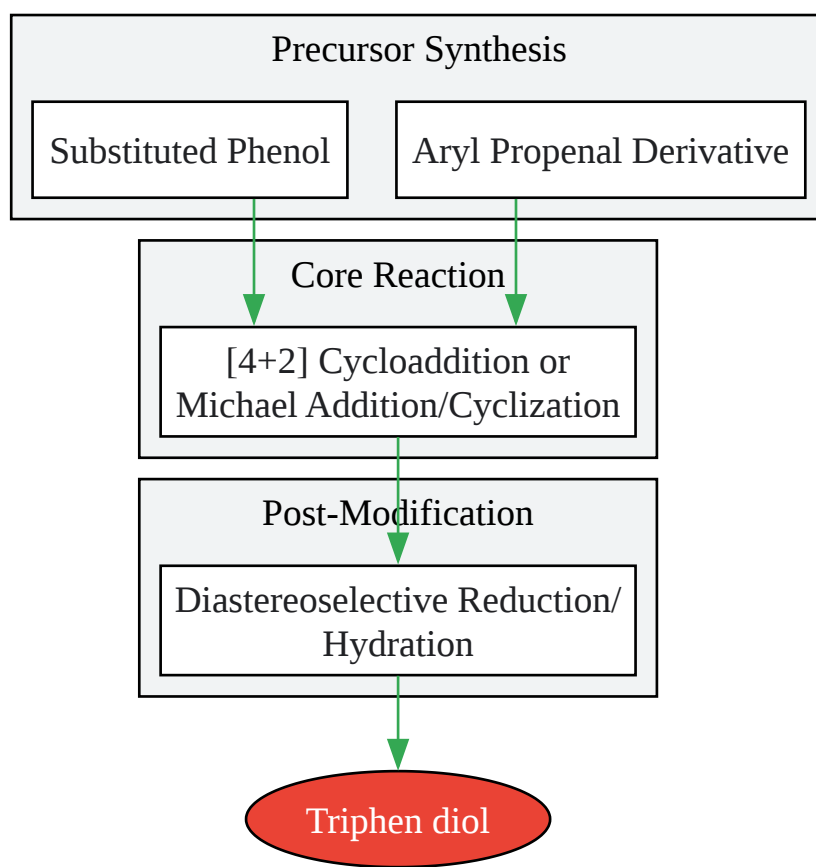 Precursor Synthesis
Substituted Phenol
Aryl Propenal Derivative
Core Reaction
[4+2] Cycloaddition or
Michael Addition/Cyclization
Post-Modification
Diastereoselective Reduction/
Hydration
Triphen diol